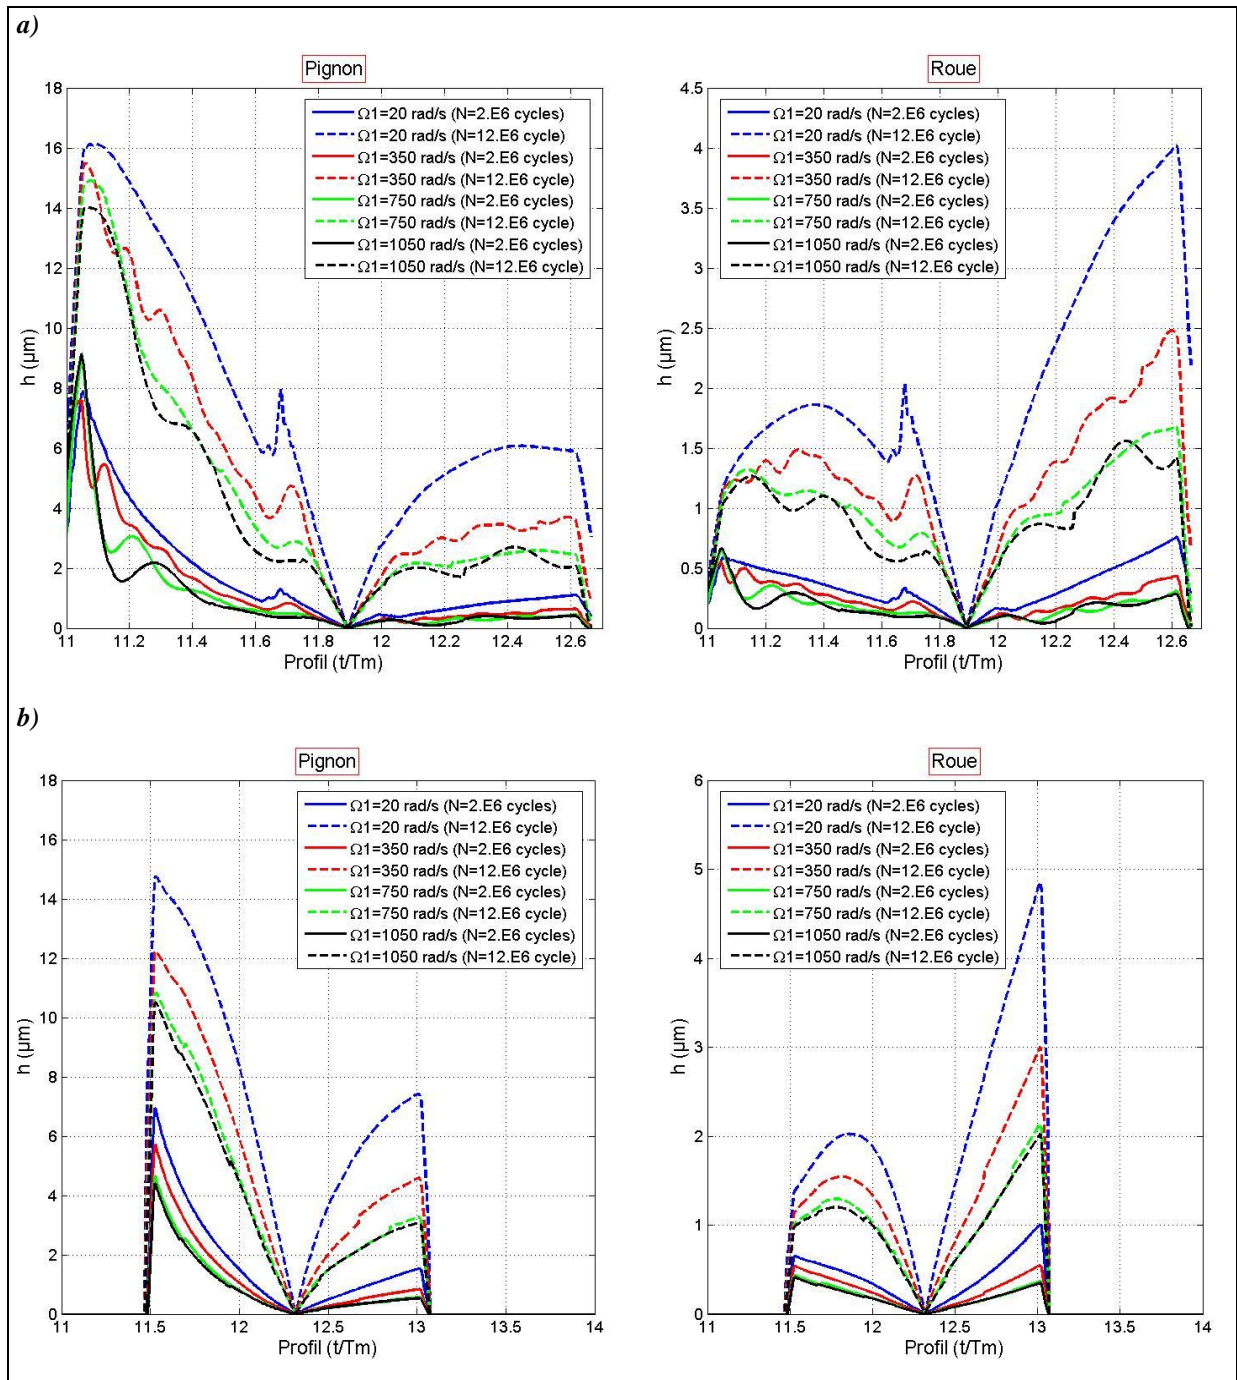 a)
Pignon
18
16
14
12
10
8
6
4
2
0
h (µm)
Ω1=20 rad/s (N=2.E6 cycles)
Ω1=20 rad/s (N=12.E6 cycle)
Ω1=350 rad/s (N=2.E6 cycles)
Ω1=350 rad/s (N=12.E6 cycle)
Ω1=750 rad/s (N=2.E6 cycles)
Ω1=750 rad/s (N=12.E6 cycle)
Ω1=1050 rad/s (N=2.E6 cycles)
Ω1=1050 rad/s (N=12.E6 cycle)
11 11.2 11.4 11.6 11.8 12 12.2 12.4 12.6
Profil (t/Tm)
Roue
4.5
4
3.5
3
2.5
2
1.5
1
0.5
0
h (µm)
Ω1=20 rad/s (N=2.E6 cycles)
Ω1=20 rad/s (N=12.E6 cycle)
Ω1=350 rad/s (N=2.E6 cycles)
Ω1=350 rad/s (N=12.E6 cycle)
Ω1=750 rad/s (N=2.E6 cycles)
Ω1=750 rad/s (N=12.E6 cycle)
Ω1=1050 rad/s (N=2.E6 cycles)
Ω1=1050 rad/s (N=12.E6 cycle)
11 11.2 11.4 11.6 11.8 12 12.2 12.4 12.6
Profil (t/Tm)
b)
Pignon
18
16
14
12
10
8
6
4
2
0
h (µm)
Ω1=20 rad/s (N=2.E6 cycles)
Ω1=20 rad/s (N=12.E6 cycle)
Ω1=350 rad/s (N=2.E6 cycles)
Ω1=350 rad/s (N=12.E6 cycle)
Ω1=750 rad/s (N=2.E6 cycles)
Ω1=750 rad/s (N=12.E6 cycle)
Ω1=1050 rad/s (N=2.E6 cycles)
Ω1=1050 rad/s (N=12.E6 cycle)
11 11.5 12 12.5 13 13.5 14
Profil (t/Tm)
Roue
6
5
4
3
2
1
0
h (µm)
Ω1=20 rad/s (N=2.E6 cycles)
Ω1=20 rad/s (N=12.E6 cycle)
Ω1=350 rad/s (N=2.E6 cycles)
Ω1=350 rad/s (N=12.E6 cycle)
Ω1=750 rad/s (N=2.E6 cycles)
Ω1=750 rad/s (N=12.E6 cycle)
Ω1=1050 rad/s (N=2.E6 cycles)
Ω1=1050 rad/s (N=12.E6 cycle)
11 11.5 12 12.5 13 13.5 14
Profil (t/Tm)